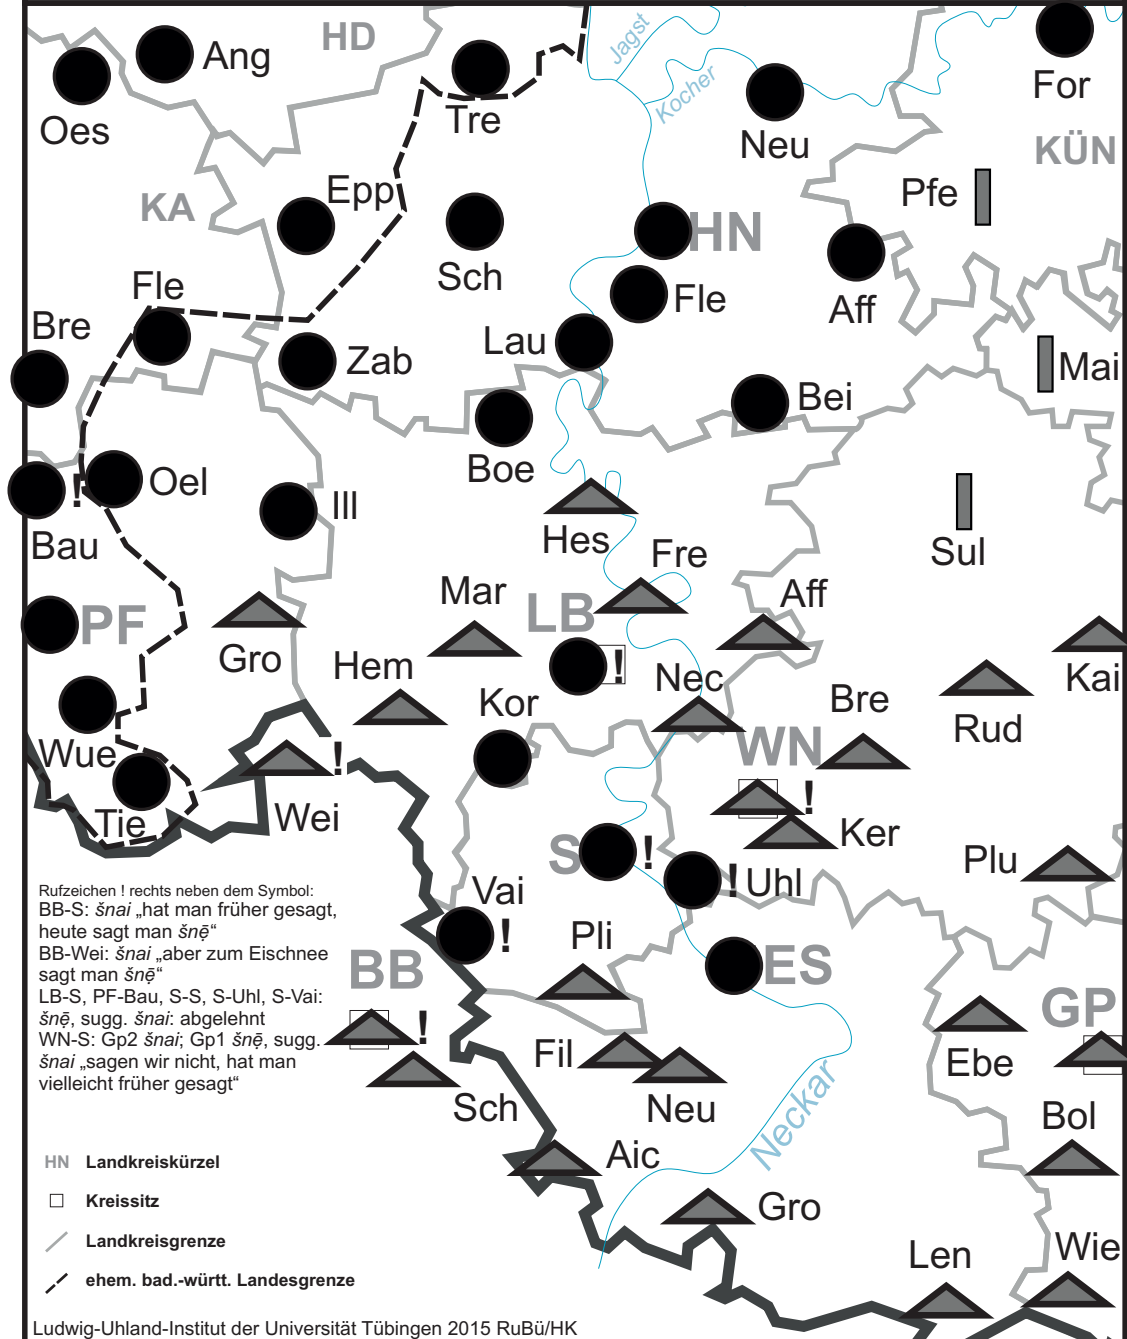 HD
Ang
Oes
Tre
Jagst
Kocher
Neu
For
KÜN
KA
Epp
Pfe
Sch
HN
Fle
Aff
Fle
Bre
Lau
Zab
Mai
Bei
Boe
Oel
!
Ill
Bau
Hes
Sul
Fre
Mar
Aff
LB
PF
Gro
Hem
!
Nec
Kai
Kor
Bre
Rud
Wue
WN
!
Tie
Wei
!
Ker
S
!
Plu
! Uhl
Vai
!
Pli
BB
ES
GP
!
Fil
Ebe
Sch
Neu
Neckar
Bol
Aic
Gro
Len
Wie
Rufzeichen ! rechts neben dem Symbol:
BB-S: šnai „hat man früher gesagt,
heute sagt man šnę̄“
BB-Wei: šnai „aber zum Eischnee
sagt man šnę̄“
LB-S, PF-Bau, S-S, S-Uhl, S-Vai:
šnę̄, sugg. šnai: abgelehnt
WN-S: Gp2 šnai; Gp1 šnę̄, sugg.
šnai „sagen wir nicht, hat man
vielleicht früher gesagt“
HN Landkreiskürzel
Kreissitz
Landkreisgrenze
ehem. bad.-württ. Landesgrenze
Ludwig-Uhland-Institut der Universität Tübingen 2015 RuBü/HK